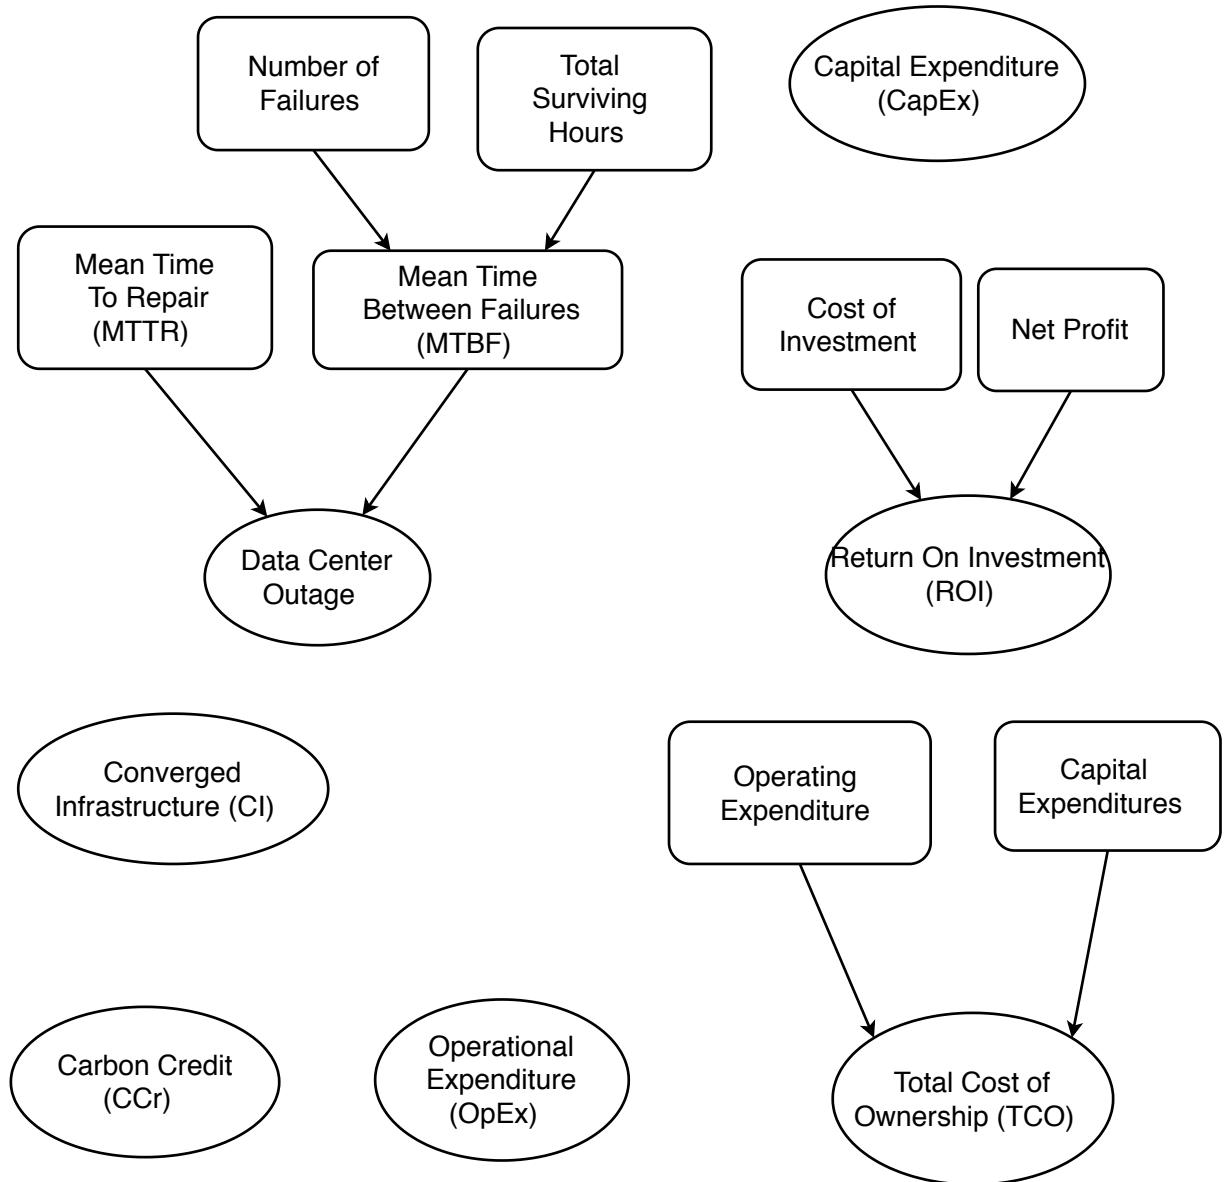 Number of
Failures
Total
Surviving
Hours
Capital Expenditure
(CapEx)
Mean Time
To Repair
(MTTR)
Mean Time
Between Failures
(MTBF)
Cost of
Investment
Net Profit
Data Center
Outage
Return On Investment
(ROI)
Converged
Infrastructure (CI)
Operating
Expenditure
Capital
Expenditures
Carbon Credit
(CCr)
Operational
Expenditure
(OpEx)
Total Cost of
Ownership (TCO)